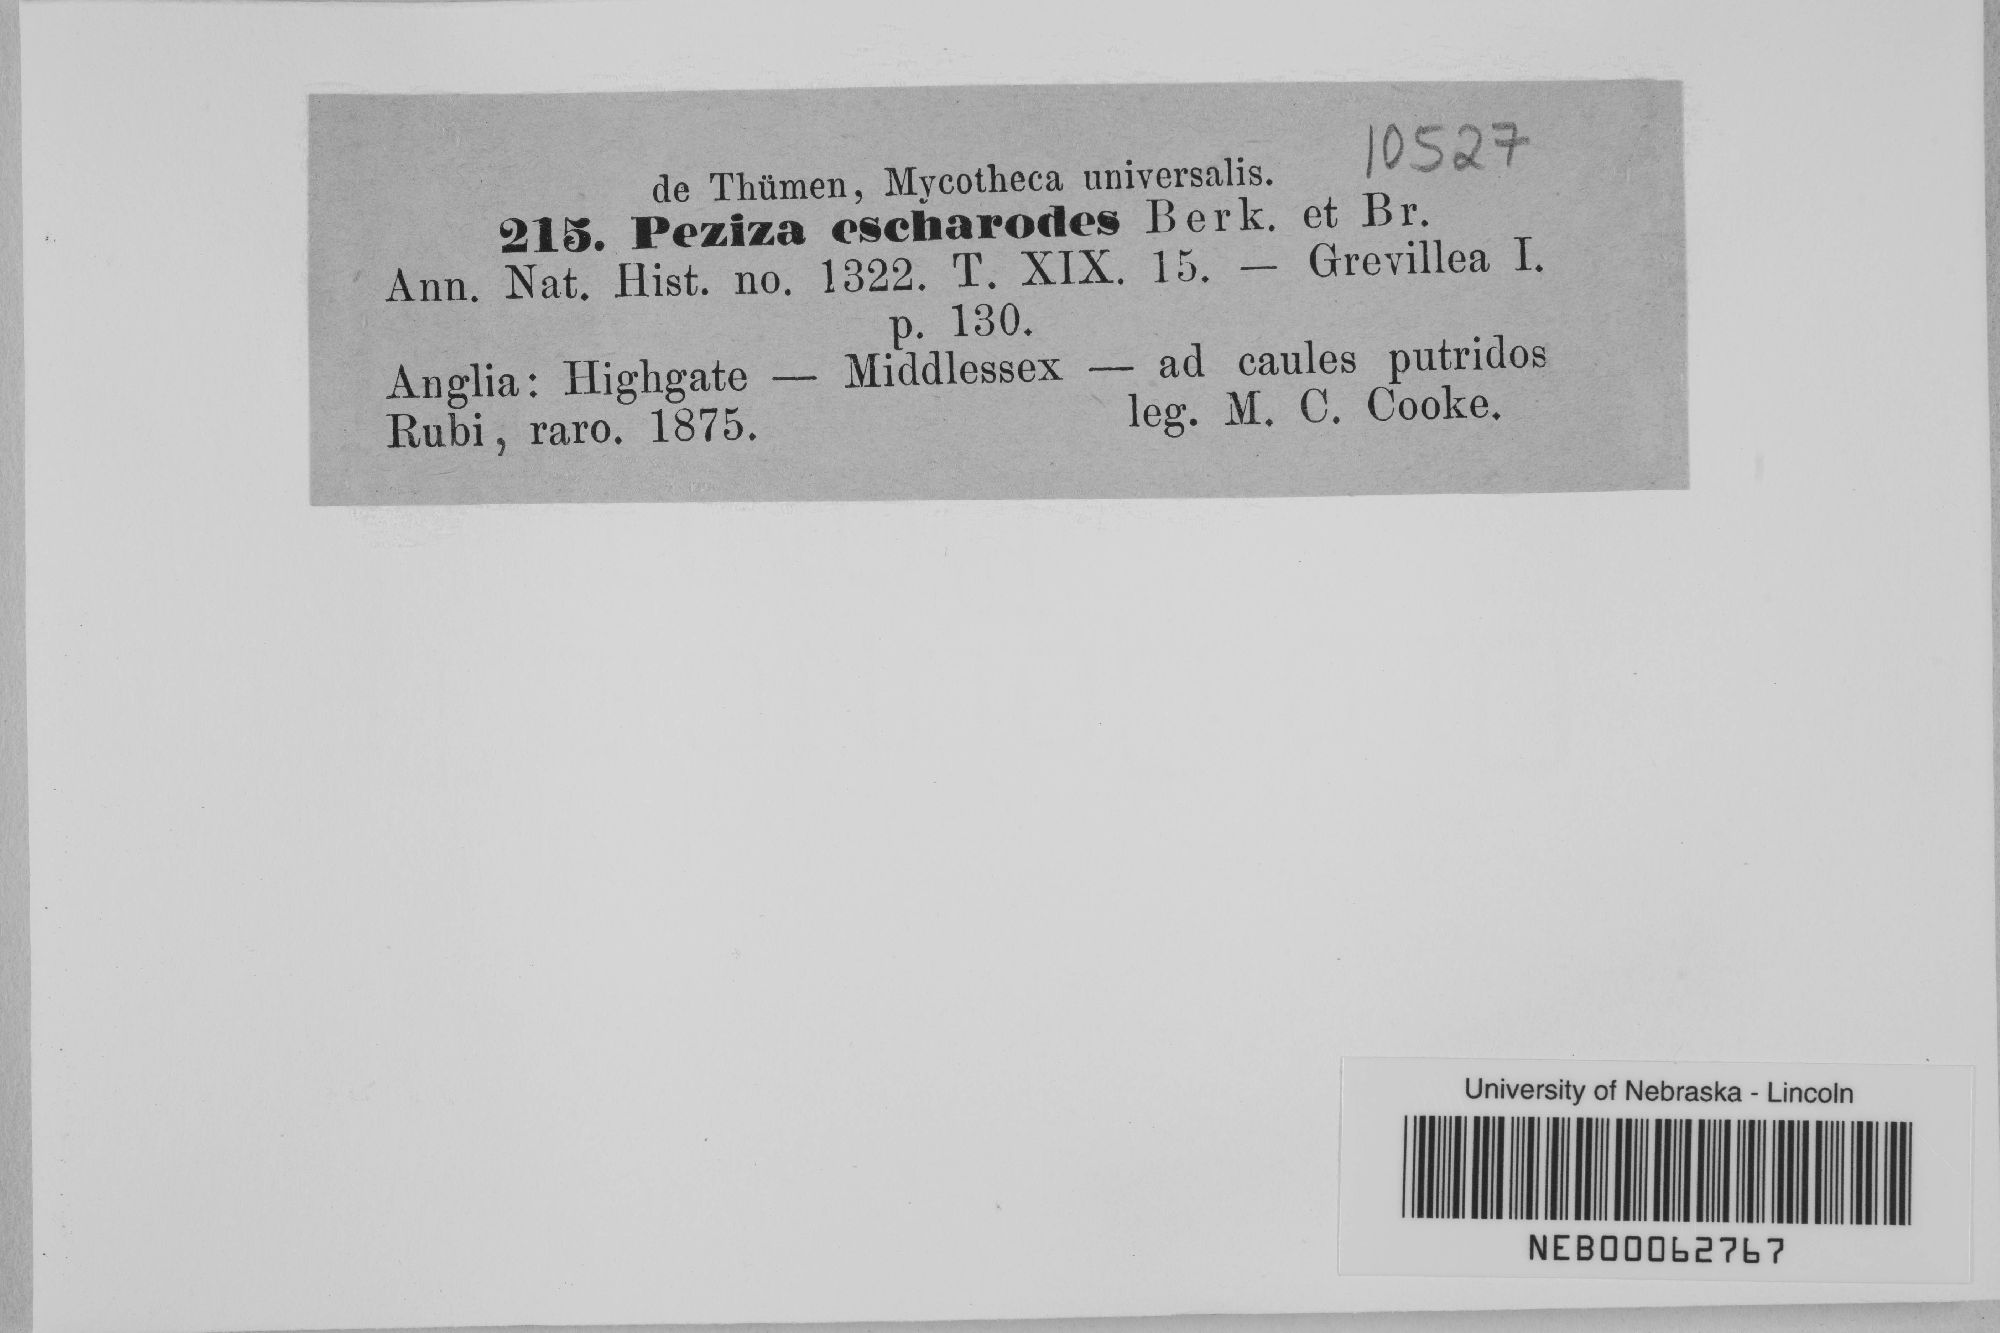 10527
de Thümen, Mycotheca universalis.
215. Peziza escharodes Berk. et Br.
Ann. Nat. Hist. no. 1322. T. XIX. 15. — Grevillea I.
p. 130.
Anglia: Highgate — Middlessex — ad caules putridos
Rubi, raro. 1875. leg. M. C. Cooke.
University of Nebraska - Lincoln
NEB00062767